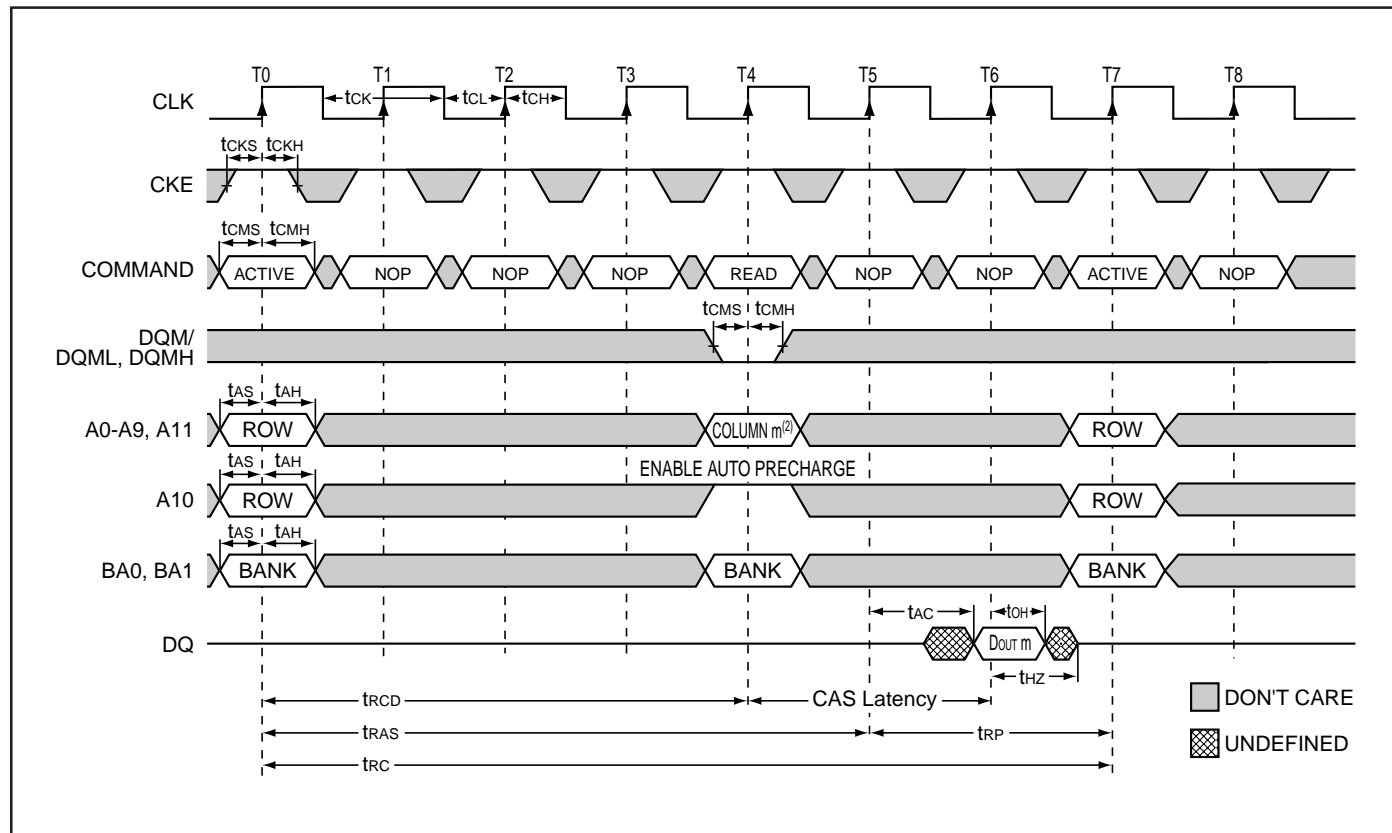 T0 T1 T2 T3 T4 T5 T6 T7 T8
CLK
tCK tCL tCH
tCKS tCKH
CKE
tCMS tCMH
COMMAND ACTIVE NOP NOP NOP READ NOP NOP ACTIVE NOP
tCMS tCMH
DQM/
DQML, DQMH
tAS tAH
A0-A9, A11 ROW COLUMN m(2) ROW
tAS tAH ENABLE AUTO PRECHARGE
A10 ROW ROW
tAS tAH
BA0, BA1 BANK BANK BANK
tAC tOH
DQ DOUT m
tHZ
tRCD CAS Latency
DON'T CARE
tRAS tRP
UNDEFINED
tRC